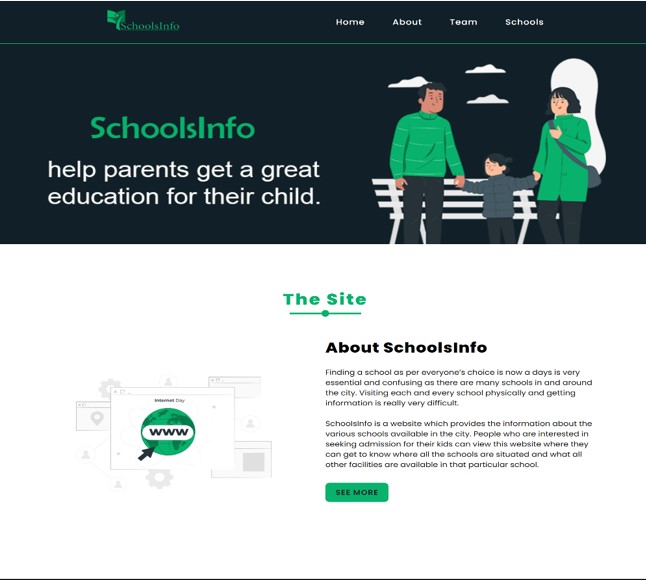 SchoolsInfo
Home About Team Schools
SchoolsInfo
help parents get a great
education for their child.
The Site
About SchoolsInfo
Finding a school as per everyone's choice is now a days is very
essential and confusing as there are many schools in and around
the city. Visiting each and every school physically and getting
information is really very difficult.
SchoolsInfo is a website which provides the information about the
various schools available in the city. People who are interested in
seeking admission for their kids can view this website where they
can get to know where all the schools are situated and what all
other facilities are available in that particular school.
SEE MORE
Internet Day
www